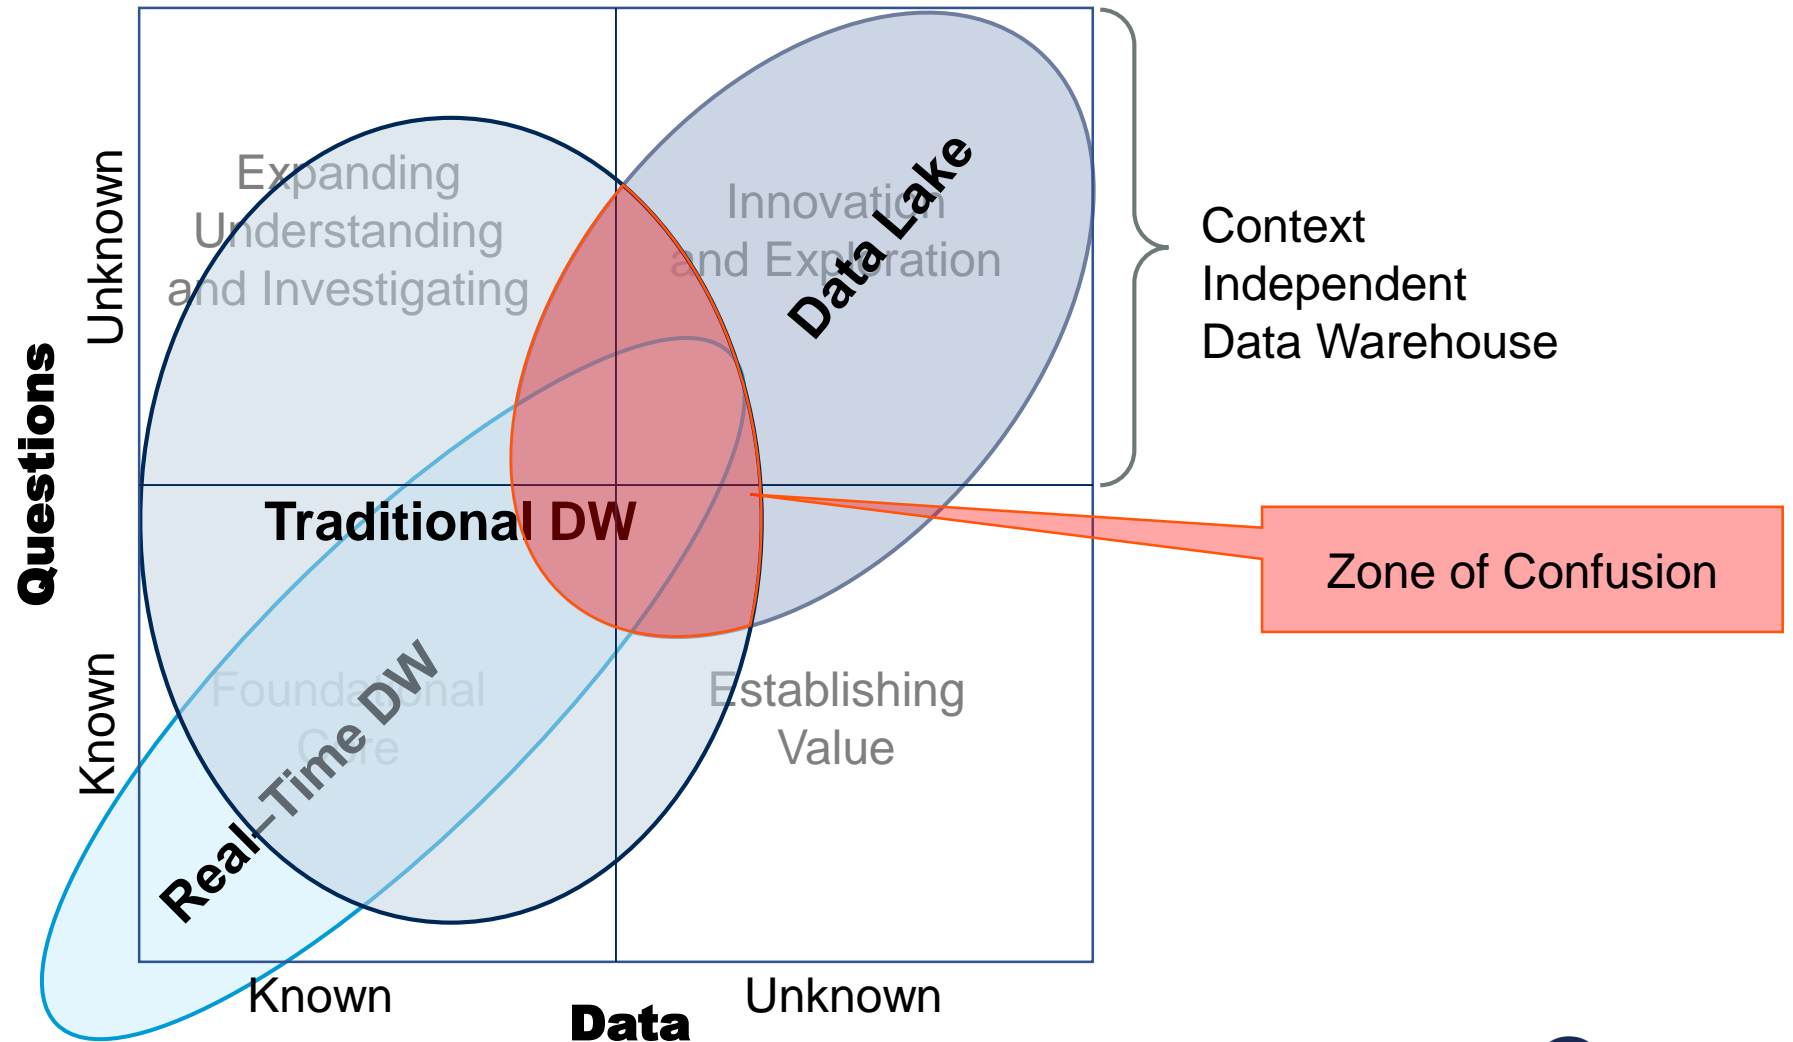 Questions
Unknown
Known
Expanding
Understanding
and Investigating
Innovation
and Exploration
Data Lake
Context
Independent
Data Warehouse
Traditional DW
Zone of Confusion
Foundational
Core
Real–Time DW
Establishing
Value
Known
Unknown
Data